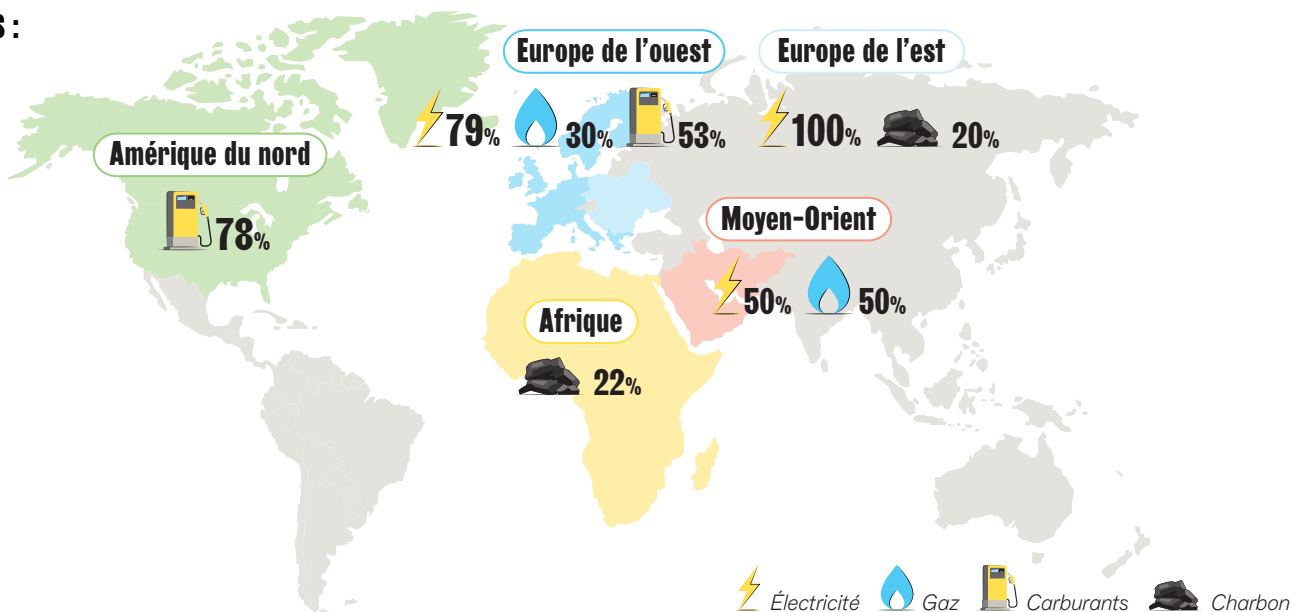 S :
Europe de l'ouest
Europe de l'est
79%
30%
53%
100%
20%
Amérique du nord
78%
Moyen-Orient
50%
50%
Afrique
22%
Électricité
Gaz
Carburants
Charbon